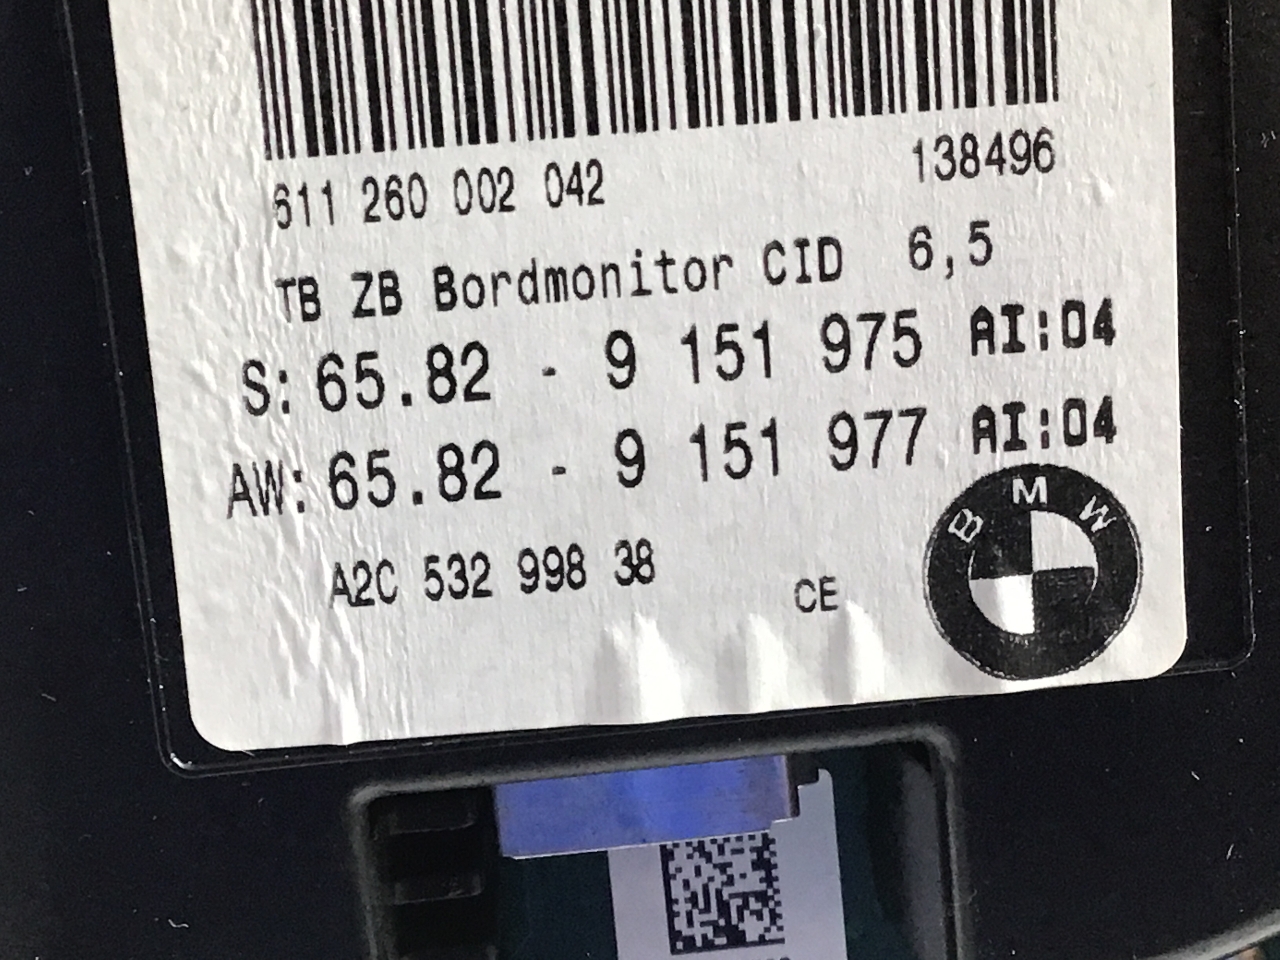 611 260 002 042 138496
TB ZB Bordmonitor CID 6,5
S: 65.82 - 9 151 975 AI:04
AW: 65.82 - 9 151 977 AI:04
A2C 532 998 38 CE
BMW